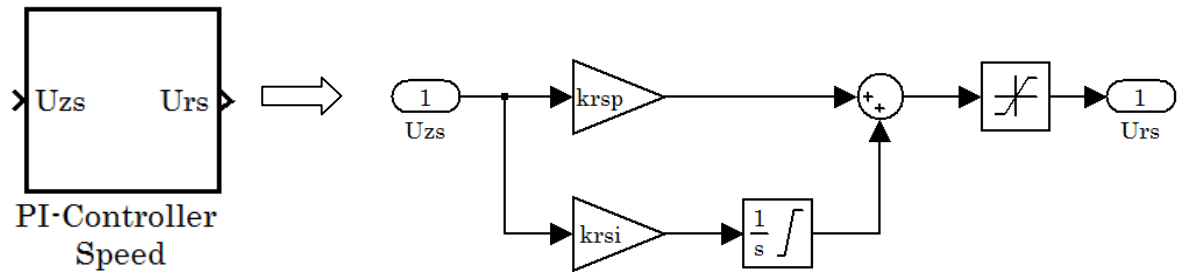 Uzs Urs
PI-Controller
Speed
1
Uzs
krsp
krsi
1
s
+
+
1
Urs